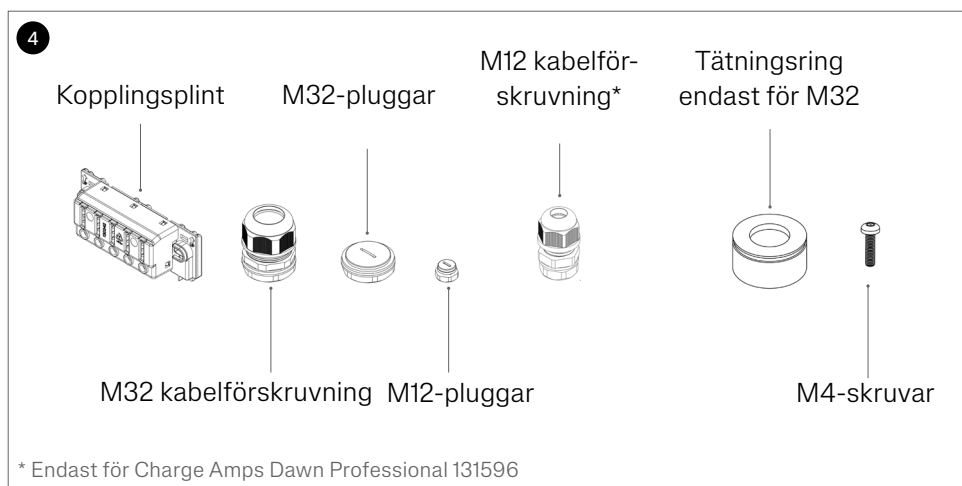 4
Kopplingsplint
M32-pluggar
M12 kabelför-
skruvning*
Tätningsring
endast för M32
M32 kabelförskruvning
M12-pluggar
M4-skruvar
* Endast för Charge Amps Dawn Professional 131596